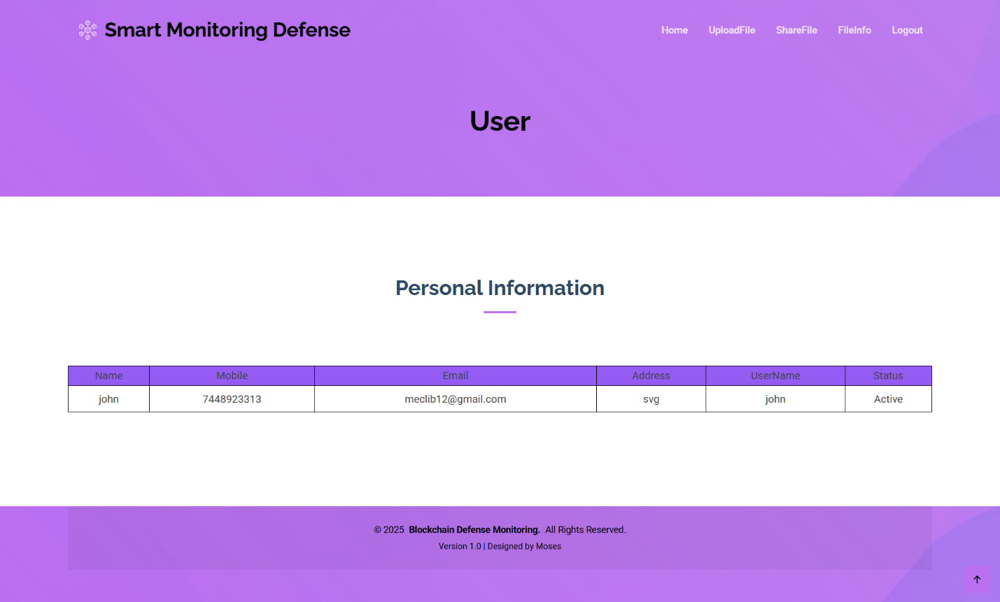 Smart Monitoring Defense
Home UploadFile ShareFile FileInfo Logout
User
Personal Information
Name Mobile Email Address UserName Status
john 7448923313 meclib12@gmail.com svg john Active
© 2025 Blockchain Defense Monitoring. All Rights Reserved.
Version 1.0 | Designed by Moses